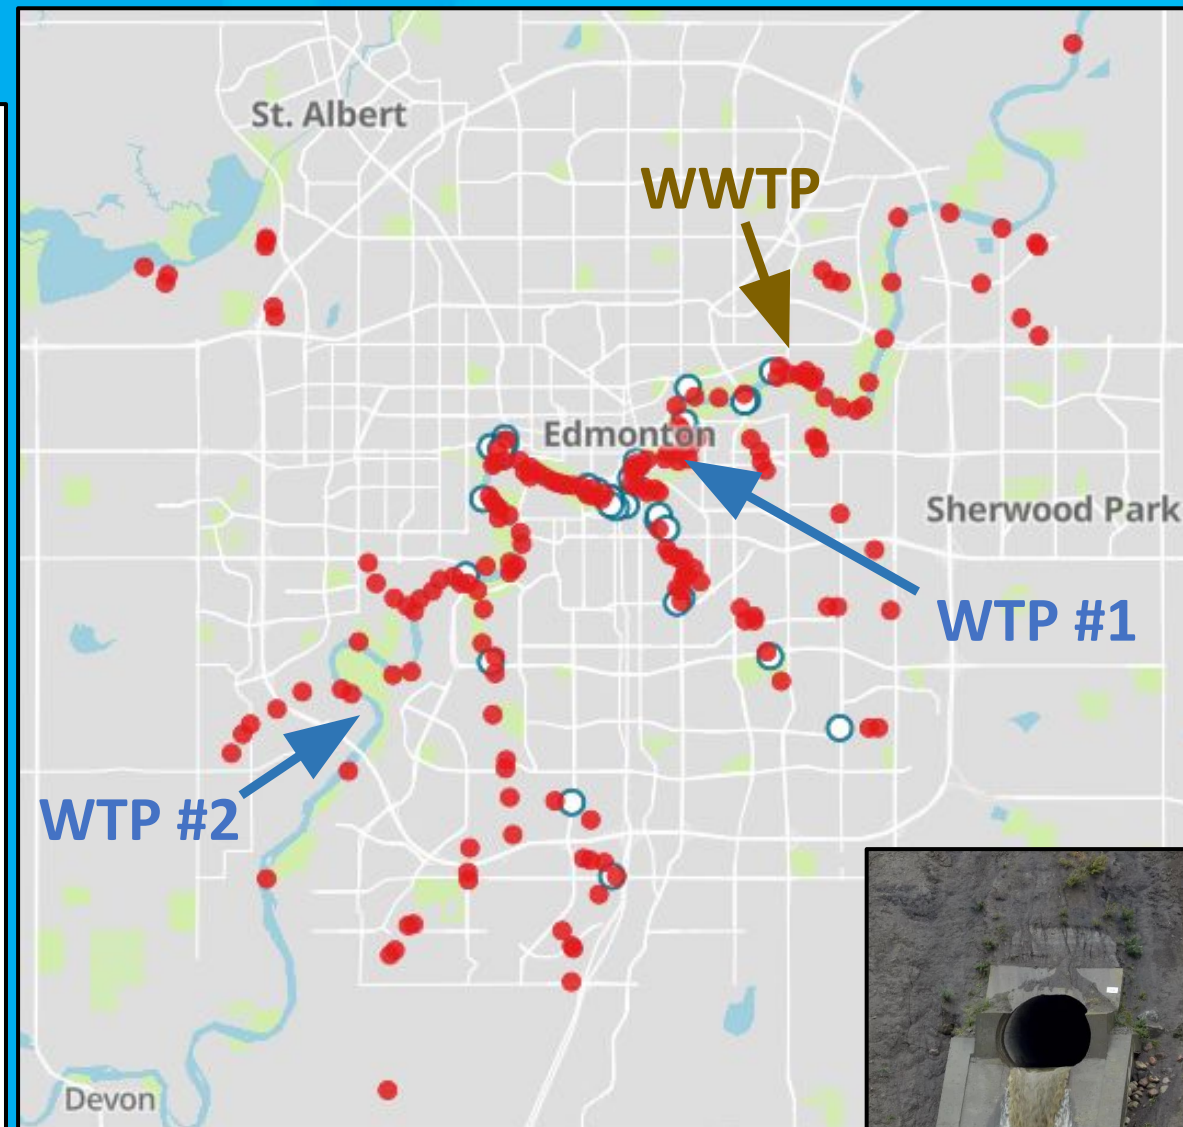 St. Albert
WWTP
Edmonton
Sherwood Park
WTP #1
WTP #2
Devon